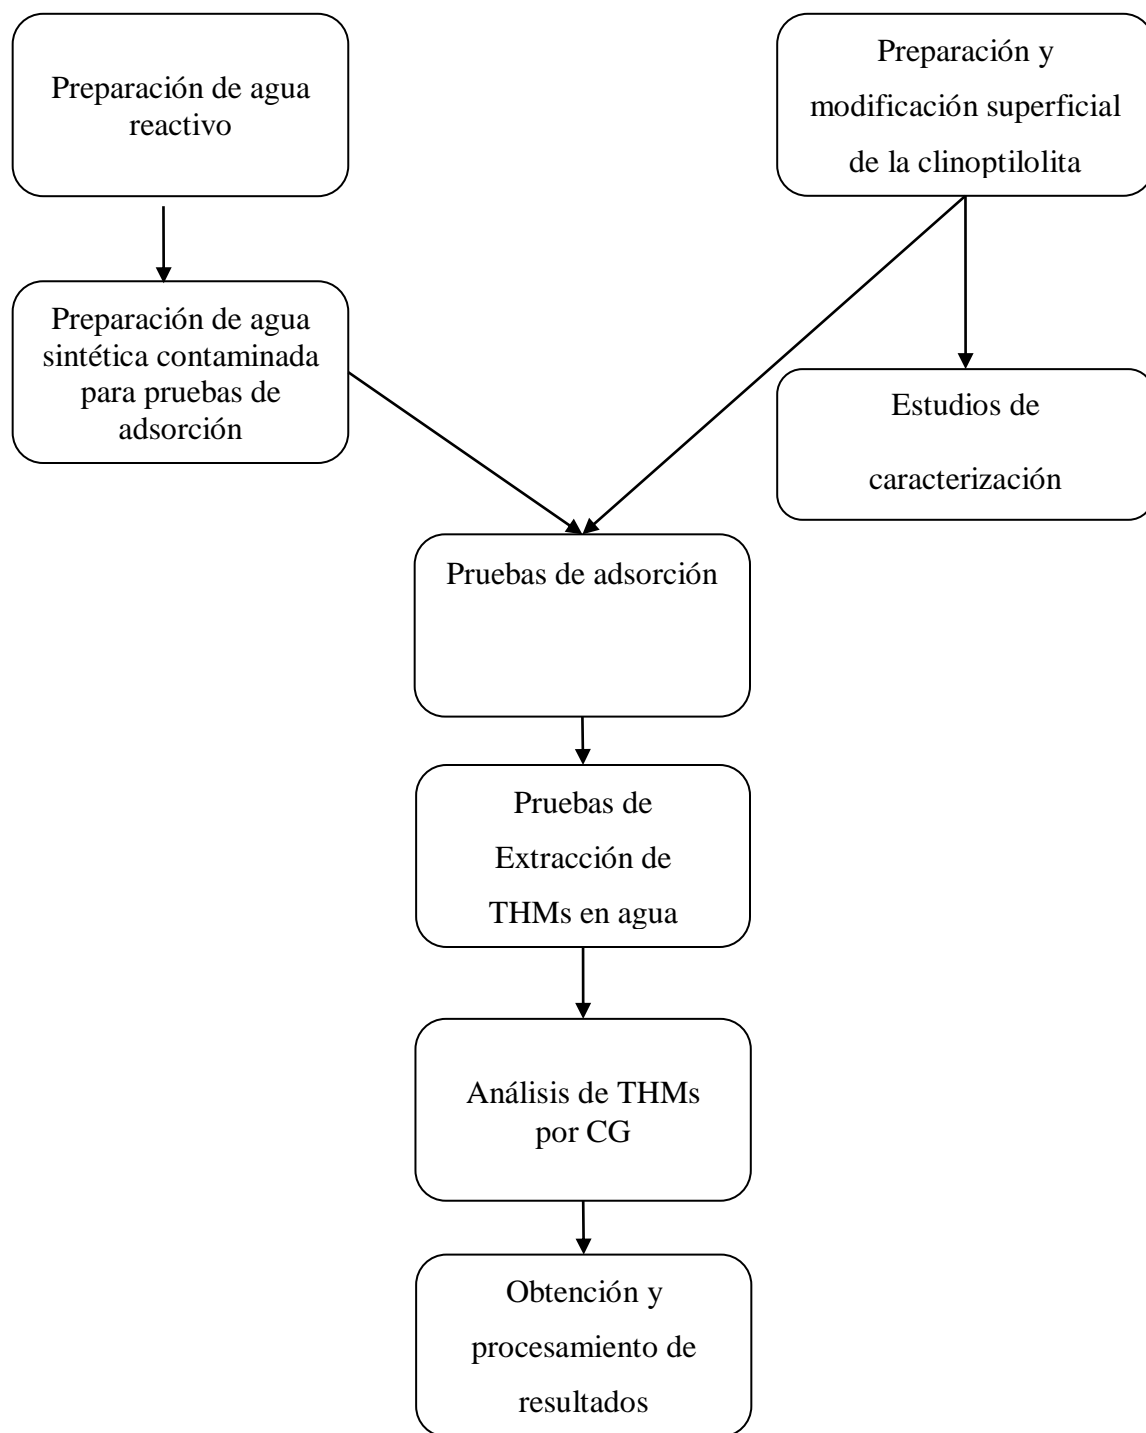 Preparación de agua
reactivo
Preparación y
modificación superficial
de la clinoptilolita
Preparación de agua
sintética contaminada
para pruebas de
adsorción
Estudios de
caracterización
Pruebas de adsorción
Pruebas de
Extracción de
THMs en agua
Análisis de THMs
por CG
Obtención y
procesamiento de
resultados